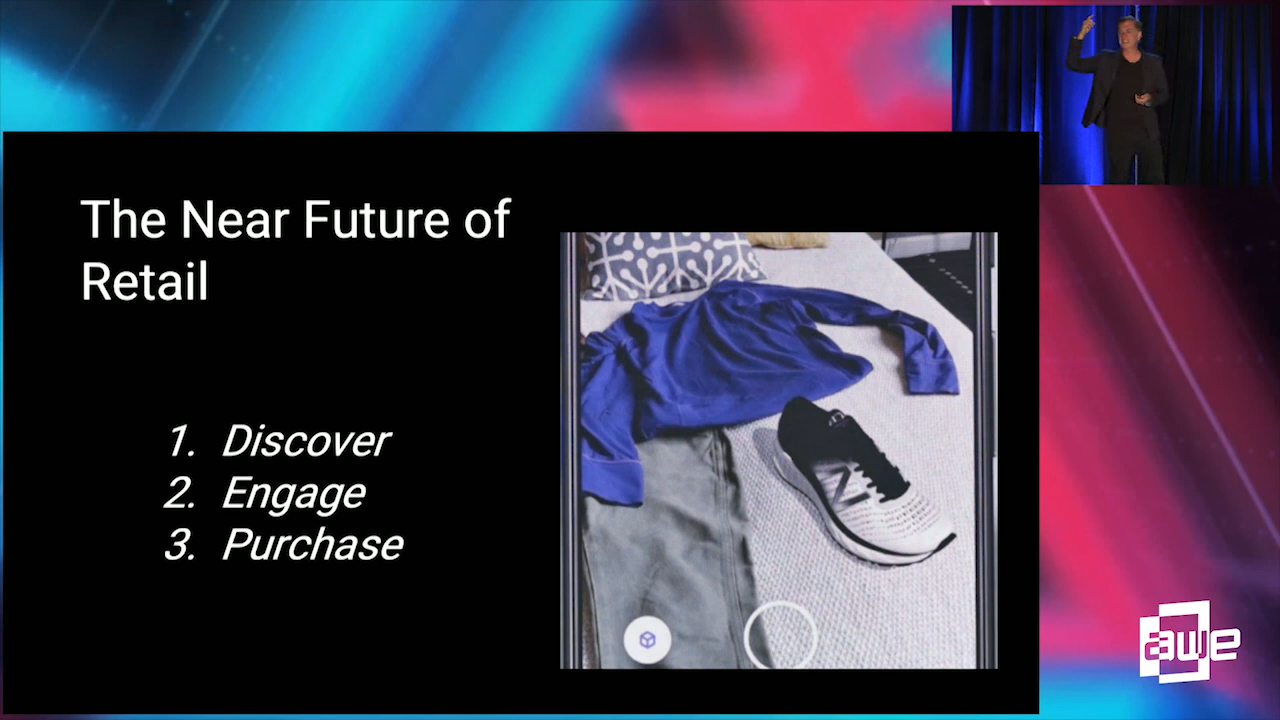 The Near Future of
Retail
1. Discover
2. Engage
3. Purchase
N
awe